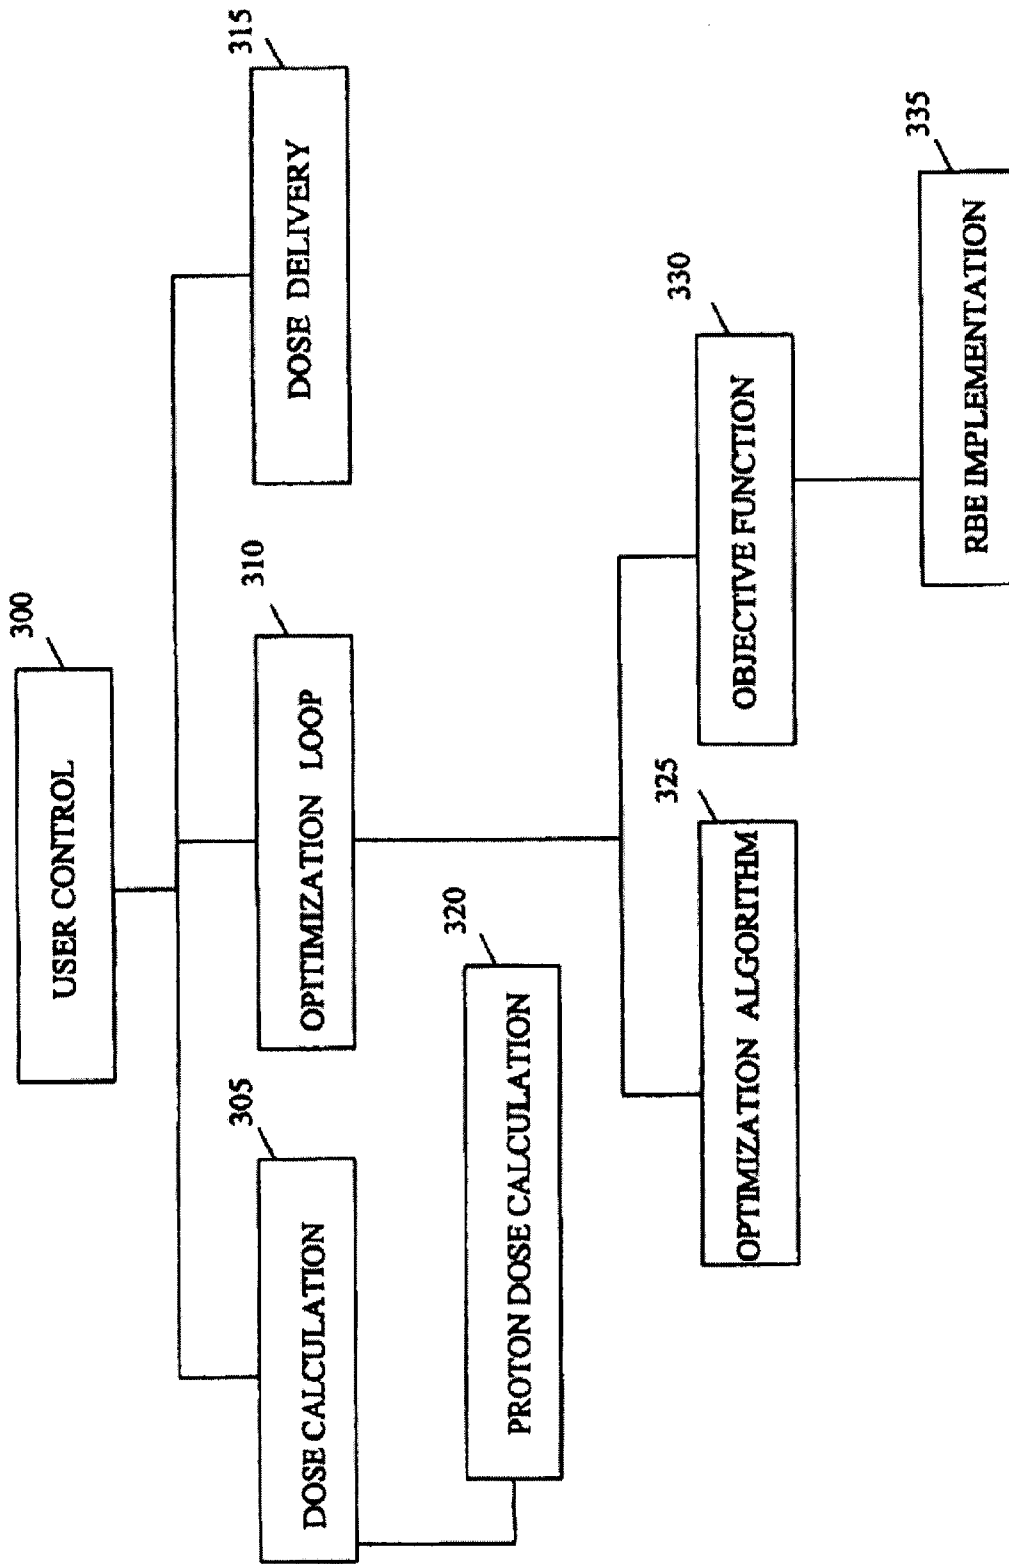 300
USER CONTROL
305
DOSE CALCULATION
310
OPITIMIZATION LOOP
315
DOSE DELIVERY
320
PROTON DOSE CALCULATION
325
OPTIMIZATION ALGORITHM
330
OBJECTIVE FUNCTION
335
RBE IMPLEMENTATION